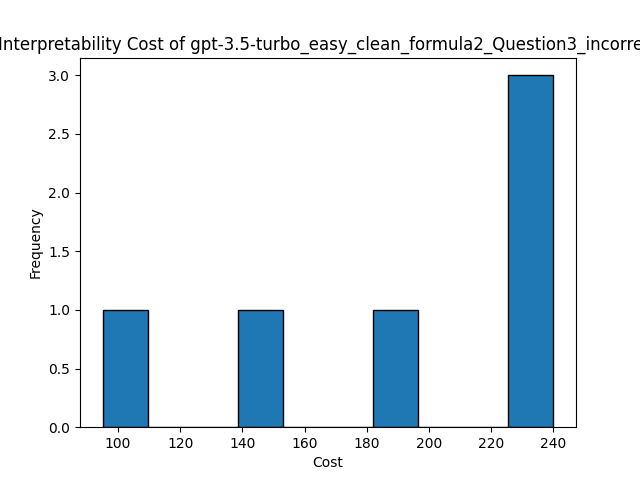 Interpretability Cost of gpt-3.5-turbo_easy_clean_formula2_Question3_incorre
3.0
2.5
2.0
1.5
1.0
0.5
0.0
Frequency
100 120 140 160 180 200 220 240
Cost